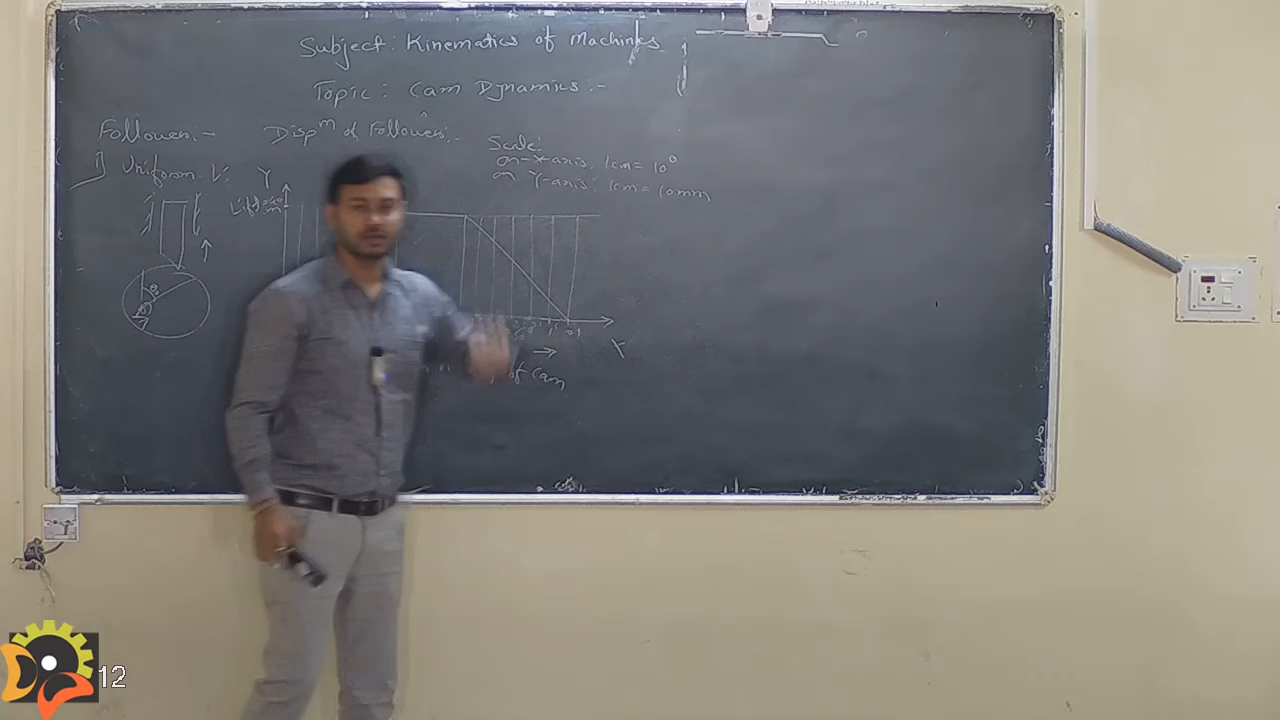 Subject: Kinematics of Machines
Topic: Cam Dynamics :-
Followers :- Dispm of Followers :-
1) Uniform V:
Scale:
on X-axis. 1cm = 10°
on Y-axis: 1cm = 10mm
Y
Lift
θ
X
of Cam
12